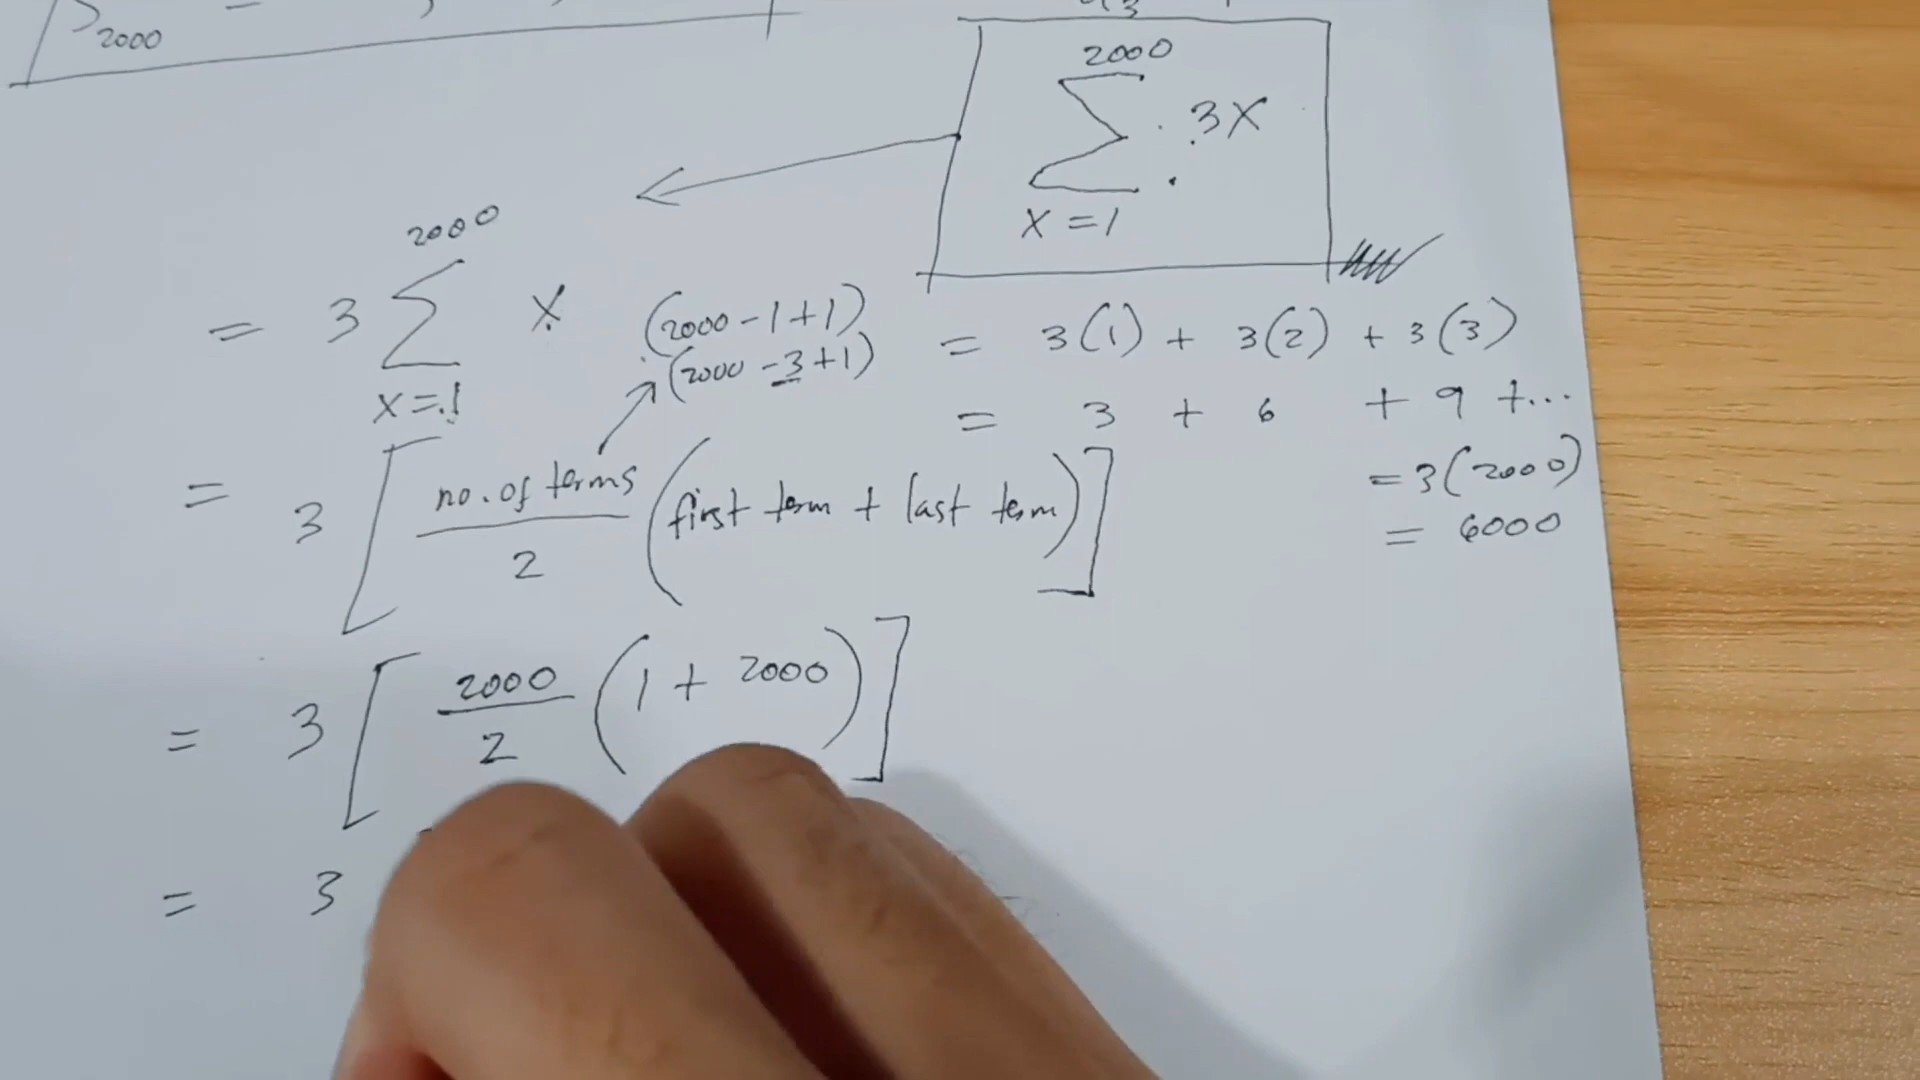 2000
2000
∑ 3x
x = 1
2000
= 3 ∑ x
x = 1
(2000 - 1 + 1)
(2000 - 3 + 1)
= 3(1) + 3(2) + 3(3)
= 3 + 6 + 9 + ...
= 3(2000)
= 6000
= 3 [ no. of terms / 2 (first term + last term) ]
= 3 [ 2000 / 2 (1 + 2000) ]
= 3